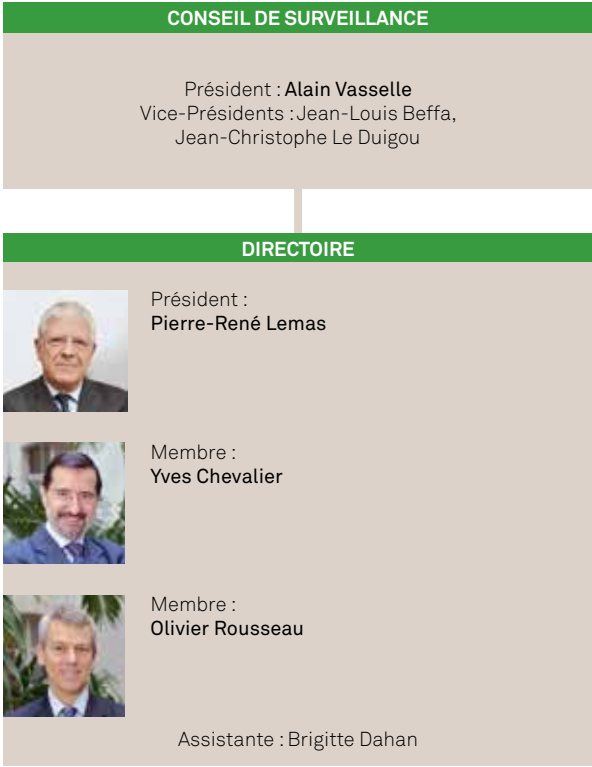 CONSEIL DE SURVEILLANCE
Président : Alain Vasselle
Vice-Présidents : Jean-Louis Beffa,
Jean-Christophe Le Duigou
DIRECTOIRE
Président :
Pierre-René Lemas
Membre :
Yves Chevalier
Membre :
Olivier Rousseau
Assistante : Brigitte Dahan